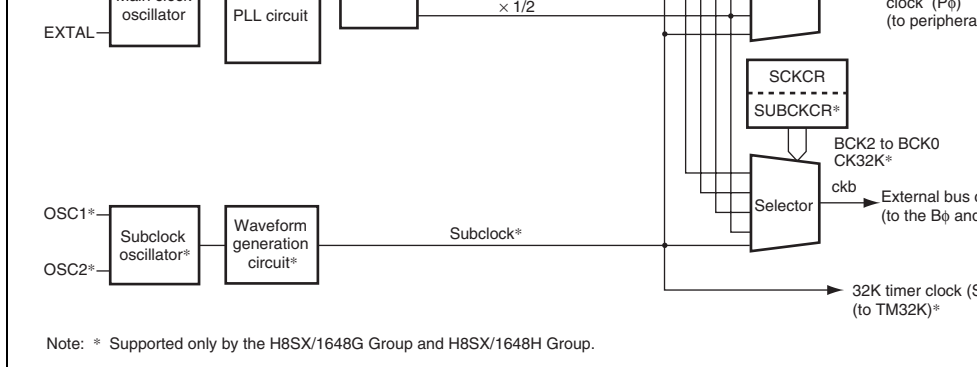 oscillator
EXTAL
PLL circuit
× 1/2
clock (Pϕ)
(to periphera
SCKCR
SUBCKCR*
BCK2 to BCK0
CK32K*
ckb
Selector
External bus
(to the Bϕ and
OSC1*
Subclock
oscillator*
OSC2*
Waveform
generation
circuit*
Subclock*
32K timer clock (S
(to TM32K)*
Note: * Supported only by the H8SX/1648G Group and H8SX/1648H Group.